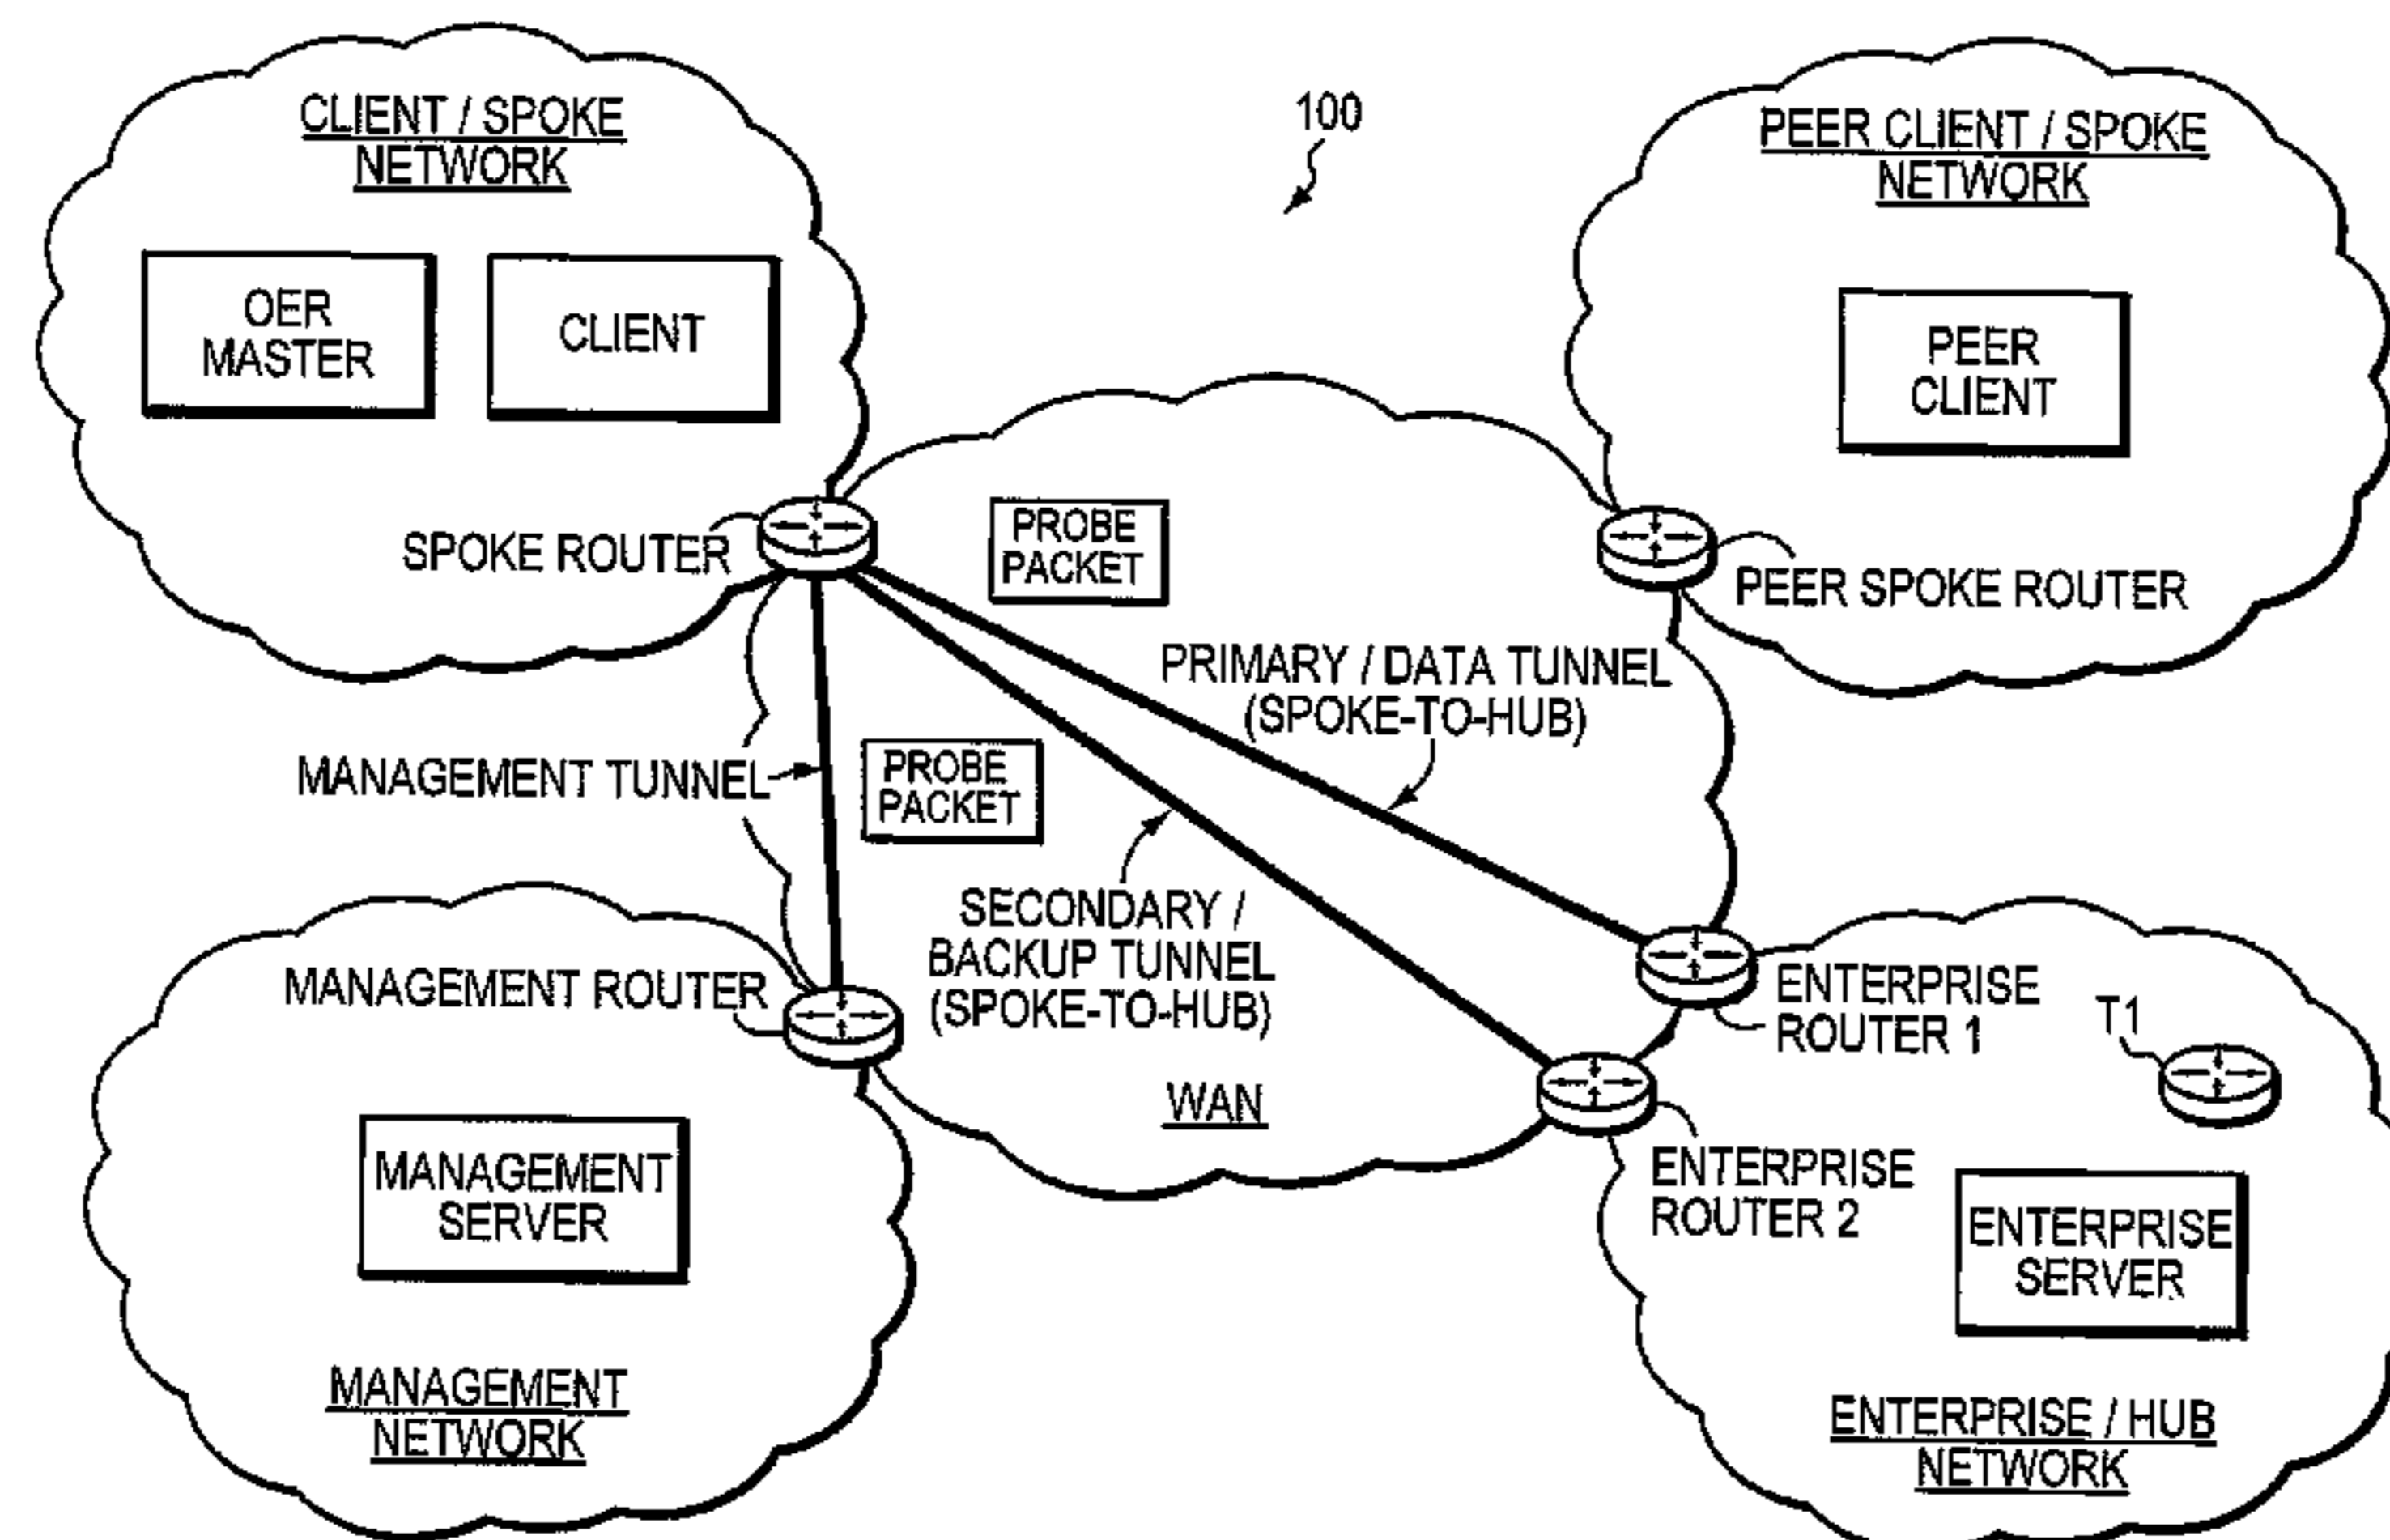 CLIENT / SPOKE
NETWORK
OER
MASTER
CLIENT
100
PEER CLIENT / SPOKE
NETWORK
PEER
CLIENT
SPOKE ROUTER
PROBE
PACKET
PEER SPOKE ROUTER
PRIMARY / DATA TUNNEL
(SPOKE-TO-HUB)
MANAGEMENT TUNNEL
PROBE
PACKET
SECONDARY /
BACKUP TUNNEL
(SPOKE-TO-HUB)
MANAGEMENT ROUTER
ENTERPRISE
ROUTER 1
T1
WAN
MANAGEMENT
SERVER
ENTERPRISE
ROUTER 2
ENTERPRISE
SERVER
MANAGEMENT
NETWORK
ENTERPRISE / HUB
NETWORK